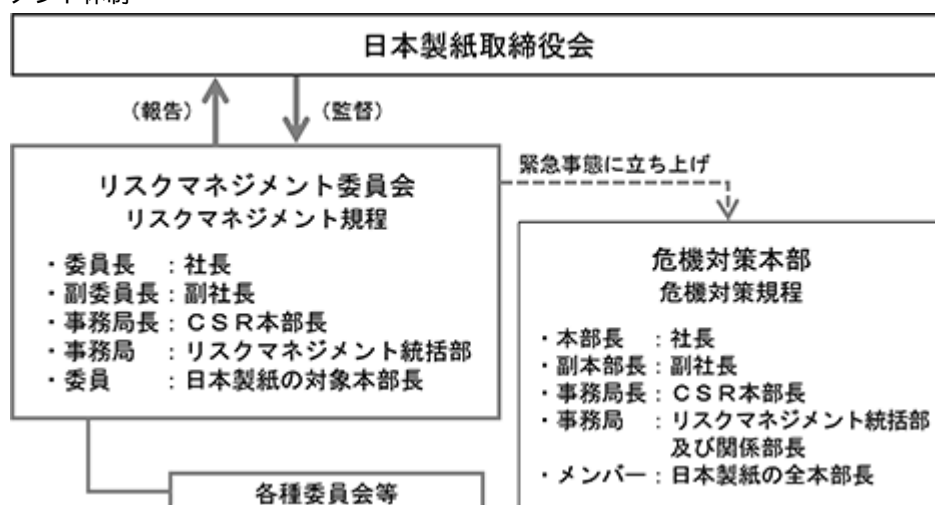 日本製紙取締役会
（報告）
（監督）
緊急事態に立ち上げ
リスクマネジメント委員会
リスクマネジメント規程
・委員長　：社長
・副委員長：副社長
・事務局長：ＣＳＲ本部長
・事務局　：リスクマネジメント統括部
・委員　　：日本製紙の対象本部長
危機対策本部
危機対策規程
・本部長　：社長
・副本部長：副社長
・事務局長：ＣＳＲ本部長
・事務局　：リスクマネジメント統括部
及び関係部長
・メンバー：日本製紙の全本部長
各種委員会等